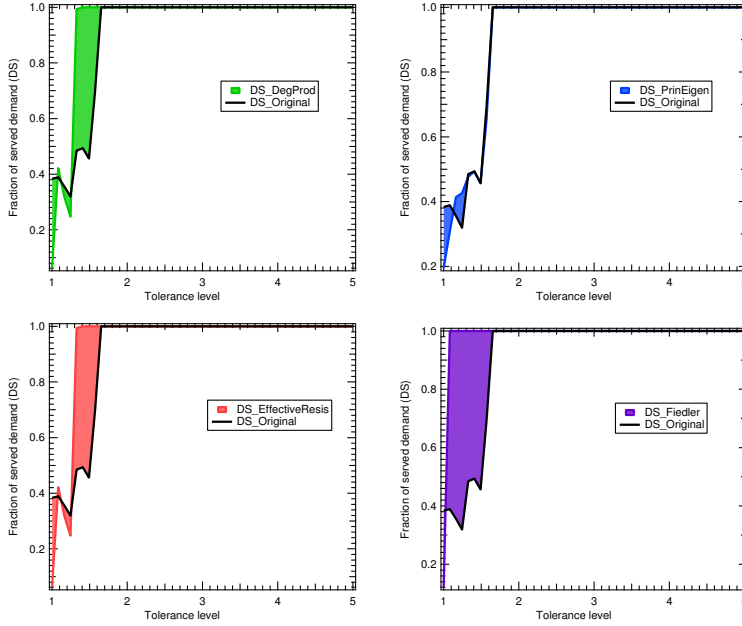 Fraction of served demand (DS)
1.0
0.8
0.6
0.4
0.2
DS_DegProd
DS_Original
1 2 3 4 5
Tolerance level
Fraction of served demand (DS)
1.0
0.8
0.6
0.4
0.2
DS_PrinEigen
DS_Original
1 2 3 4 5
Tolerance level
Fraction of served demand (DS)
1.0
0.8
0.6
0.4
0.2
DS_EffectiveResis
DS_Original
1 2 3 4 5
Tolerance level
Fraction of served demand (DS)
1.0
0.8
0.6
0.4
0.2
DS_Fiedler
DS_Original
1 2 3 4 5
Tolerance level